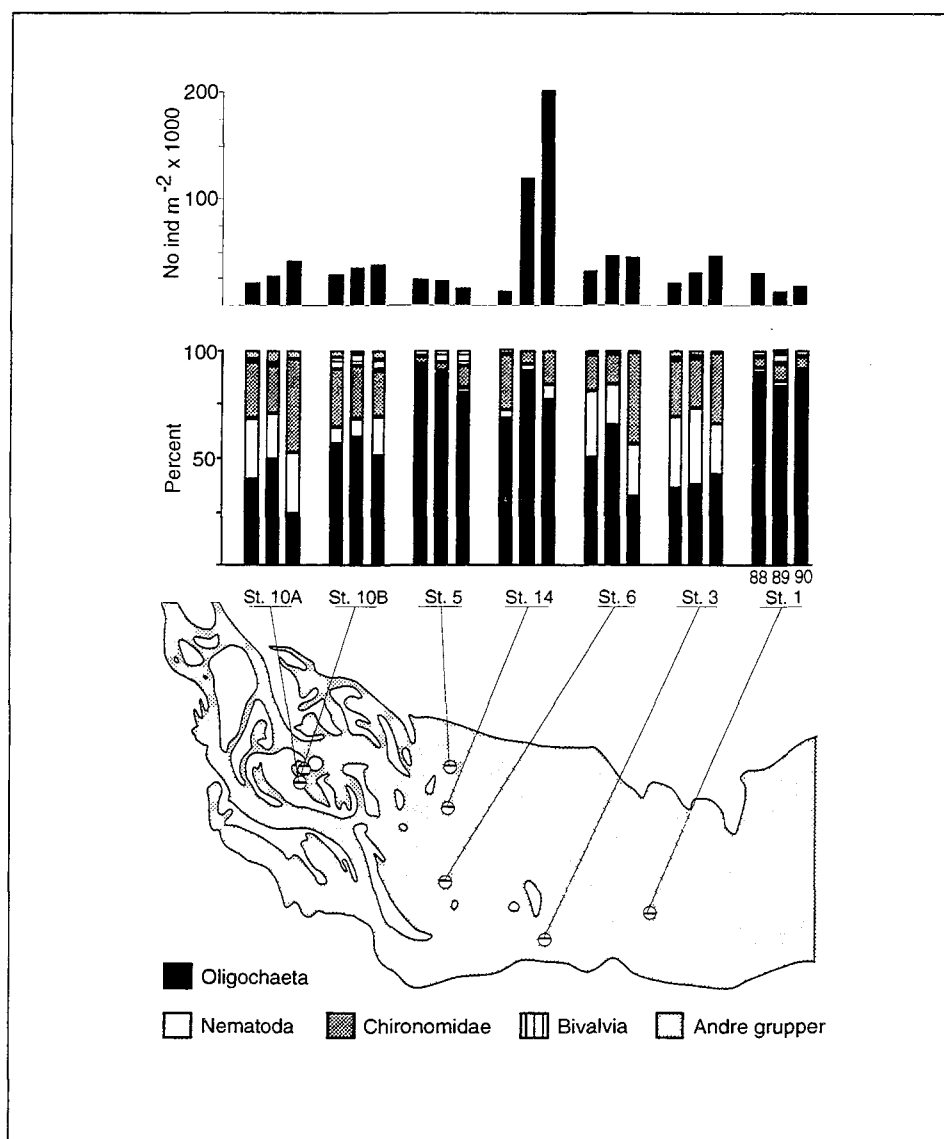 200
100
No ind m⁻² x 1000
100
50
Percent
88 89 90
St. 10A St. 10B St. 5 St. 14 St. 6 St. 3 St. 1
Oligochaeta
Nematoda Chironomidae Bivalvia Andre grupper